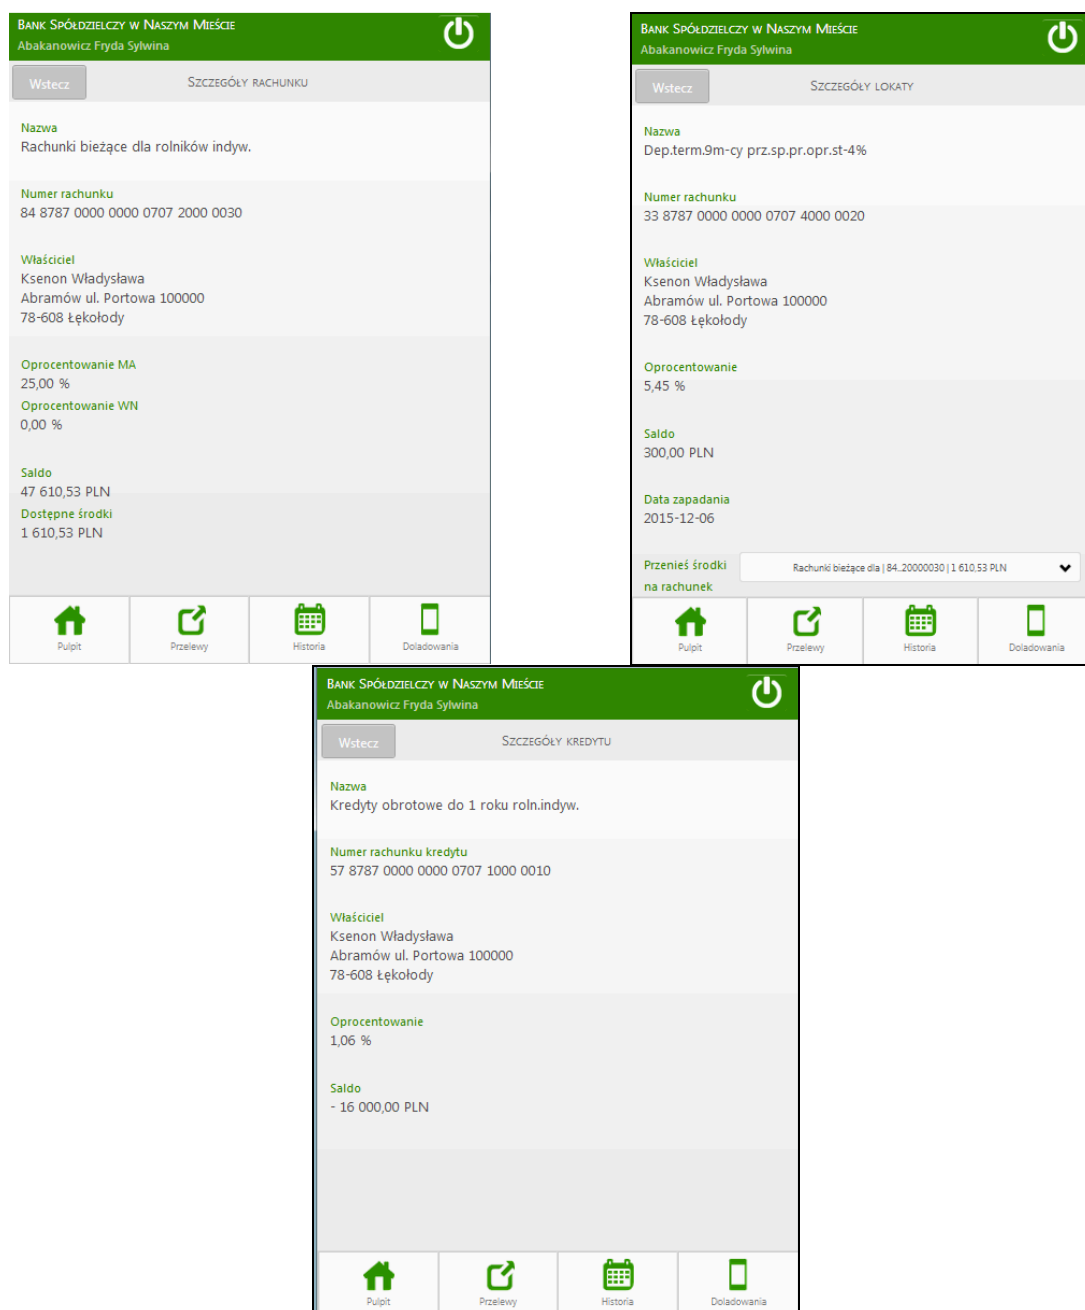 Bank Spółdzielczy w Naszym Mieście
Abakanowicz Fryda Sylwina
Wstecz
Szczegóły rachunku
Nazwa
Rachunki bieżące dla rolników indyw.
Numer rachunku
84 8787 0000 0000 0707 2000 0030
Właściciel
Ksenon Władysława
Abramów ul. Portowa 100000
78-608 Łękołody
Oprocentowanie MA
25,00 %
Oprocentowanie WN
0,00 %
Saldo
47 610,53 PLN
Dostępne środki
1 610,53 PLN
Pulpit
Przelewy
Historia
Doladowania
Bank Spółdzielczy w Naszym Mieście
Abakanowicz Fryda Sylwina
Wstecz
Szczegóły lokaty
Nazwa
Dep.term.9m-cy prz.sp.pr.opr.st-4%
Numer rachunku
33 8787 0000 0000 0707 4000 0020
Właściciel
Ksenon Władysława
Abramów ul. Portowa 100000
78-608 Łękołody
Oprocentowanie
5,45 %
Saldo
300,00 PLN
Data zapadania
2015-12-06
Przenieś środki
na rachunek
Rachunki bieżące dla | 84..20000030 | 1 610,53 PLN
Pulpit
Przelewy
Historia
Doladowania
Bank Spółdzielczy w Naszym Mieście
Abakanowicz Fryda Sylwina
Wstecz
Szczegóły kredytu
Nazwa
Kredyty obrotowe do 1 roku roln.indyw.
Numer rachunku kredytu
57 8787 0000 0000 0707 1000 0010
Właściciel
Ksenon Władysława
Abramów ul. Portowa 100000
78-608 Łękołody
Oprocentowanie
1,06 %
Saldo
- 16 000,00 PLN
Pulpit
Przelewy
Historia
Doladowania